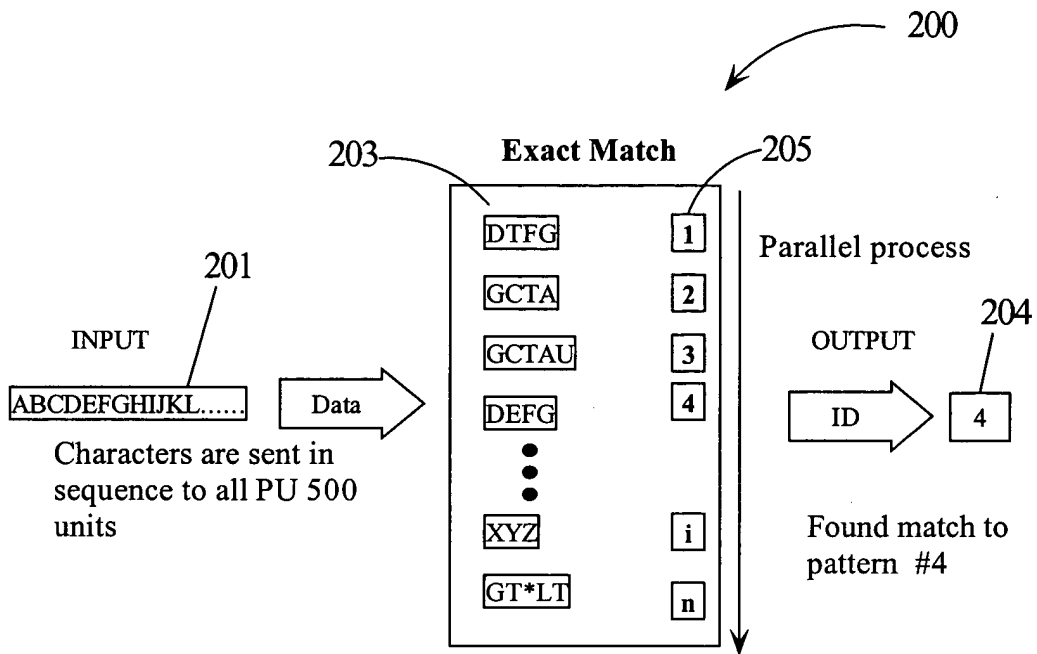 200
203
Exact Match
205
DTFG
1
Parallel process
201
GCTA
2
204
INPUT
GCTAU
3
OUTPUT
ABCDEFGHIJKL......
Data
DEFG
4
ID
4
Characters are sent in
sequence to all PU 500
units
XYZ
i
Found match to
pattern #4
GT*LT
n